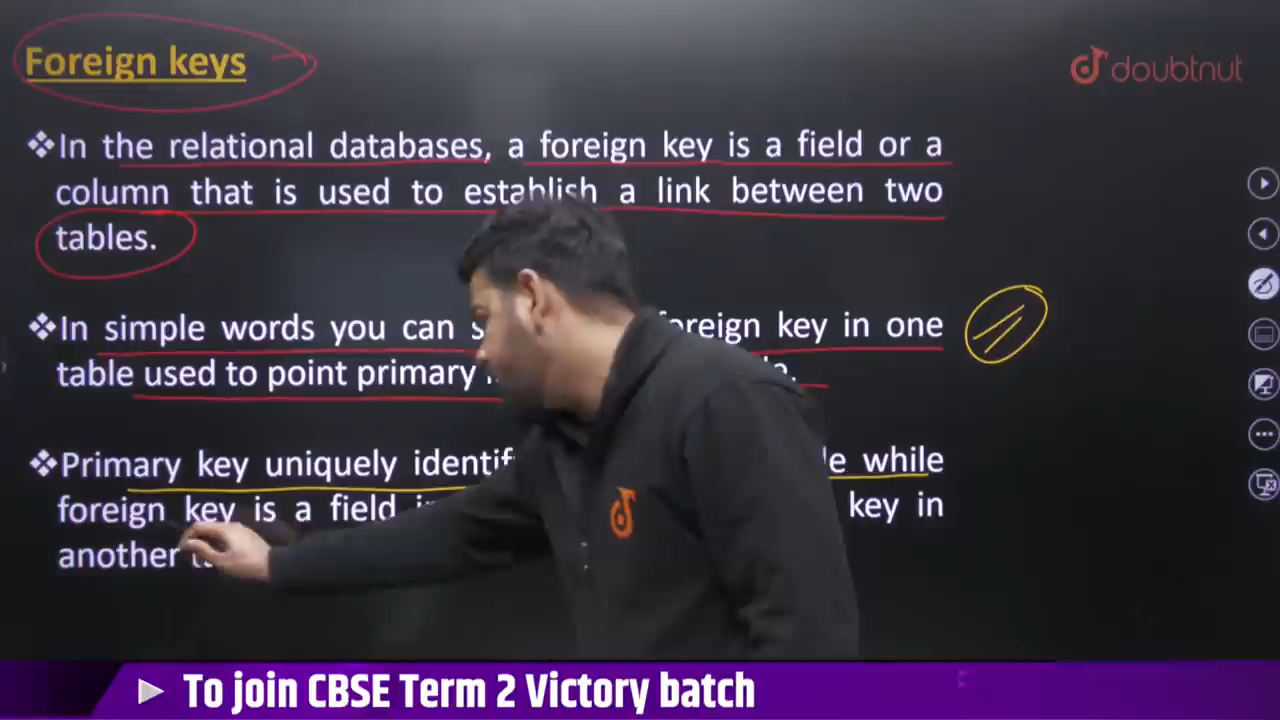 Foreign keys
doubtnut
❖In the relational databases, a foreign key is a field or a
column that is used to establish a link between two
tables.
❖In simple words you can foreign key in one
table used to point primary
❖Primary key uniquely while
foreign key is a field key in
another
To join CBSE Term 2 Victory batch